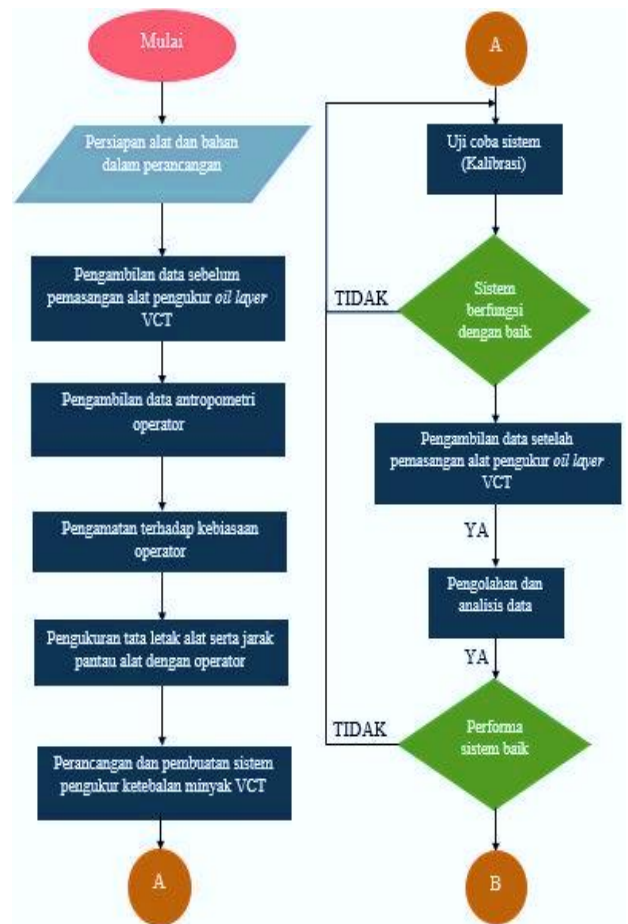 Mulai
Persiapan alat dan bahan
dalam perancangan
Pengambilan data sebelum
pemasangan alat pengukur oil layer
VCT
Pengambilan data antropometri
operator
Pengamatan terhadap kebiasaan
operator
Pengukuran tata letak alat serta jarak
pantau alat dengan operator
Perancangan dan pembuatan sistem
pengukur ketebalan minyak VCT
A
A
Uji coba sistem
(Kalibrasi)
TIDAK
Sistem
berfungsi
dengan baik
Pengambilan data setelah
pemasangan alat pengukur oil layer
VCT
YA
Pengolahan dan
analisis data
YA
TIDAK
Performa
sistem baik
B